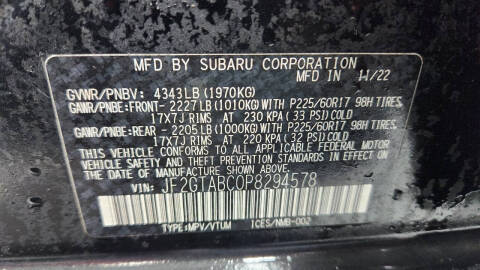 MFD BY SUBARU CORPORATION
MFD IN 11/22
GVWR/PNBV: 4343LB (1970KG)
GAWR/PNBE:FRONT- 2227LB (1010KG) WITH P225/60R17 98H TIRES,
17X7J RIMS AT 230 KPA (33 PSI) COLD
GAWR/PNBE:REAR - 2205LB (1000KG) WITH P225/60R17 98H TIRES,
17X7J RIMS AT 220 KPA (32 PSI) COLD
THIS VEHICLE CONFORMS TO ALL APPLICABLE FEDERAL MOTOR
VEHICLE SAFETY AND THEFT PREVENTION STANDARDS IN EFFECT
ON THE DATE OF MANUFACTURE SHOWN ABOVE.
VIN: JF2GTABC0P8294578
TYPE:MPV/VTUM ICES/NMB-002